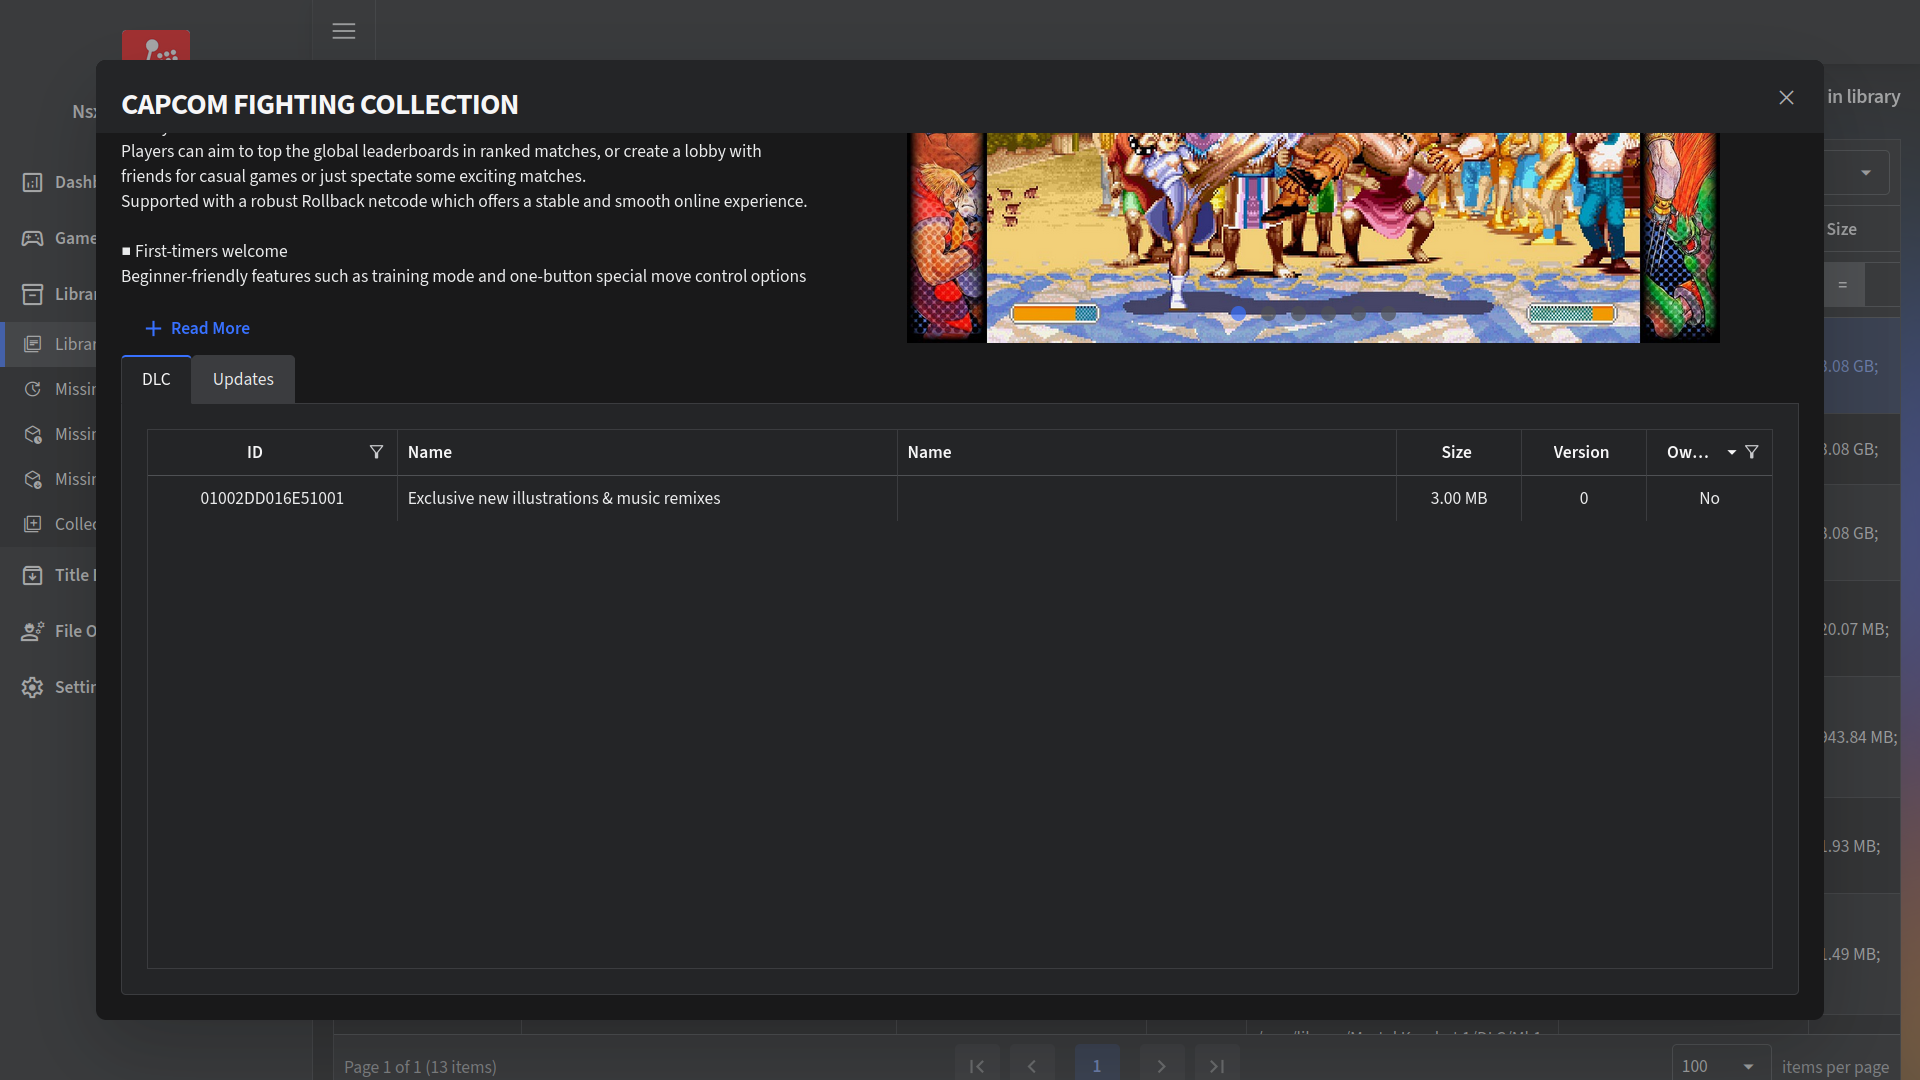 CAPCOM FIGHTING COLLECTION
in library
Players can aim to top the global leaderboards in ranked matches, or create a lobby with
friends for casual games or just spectate some exciting matches.
Supported with a robust Rollback netcode which offers a stable and smooth online experience.
■ First-timers welcome
Beginner-friendly features such as training mode and one-button special move control options
+ Read More
DLC
Updates
ID
Name
Name
Size
Version
Ow...
01002DD016E51001
Exclusive new illustrations & music remixes
3.00 MB
0
No
Nsx
Dashb
Game
Librar
Librar
Missin
Missin
Missin
Collec
Title
File O
Settin
Size
=
.08 GB;
.08 GB;
.08 GB;
20.07 MB;
943.84 MB;
1.93 MB;
1.49 MB;
Page 1 of 1 (13 items)
1
100
items per page